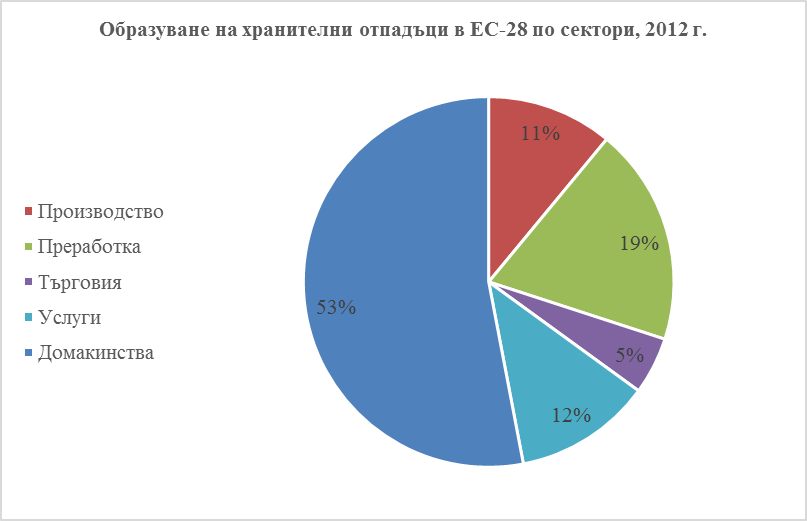 Образуване на хранителни отпадъци в ЕС-28 по сектори, 2012 г.
Производство
Преработка
Търговия
Услуги
Домакинства
11%
19%
5%
12%
53%